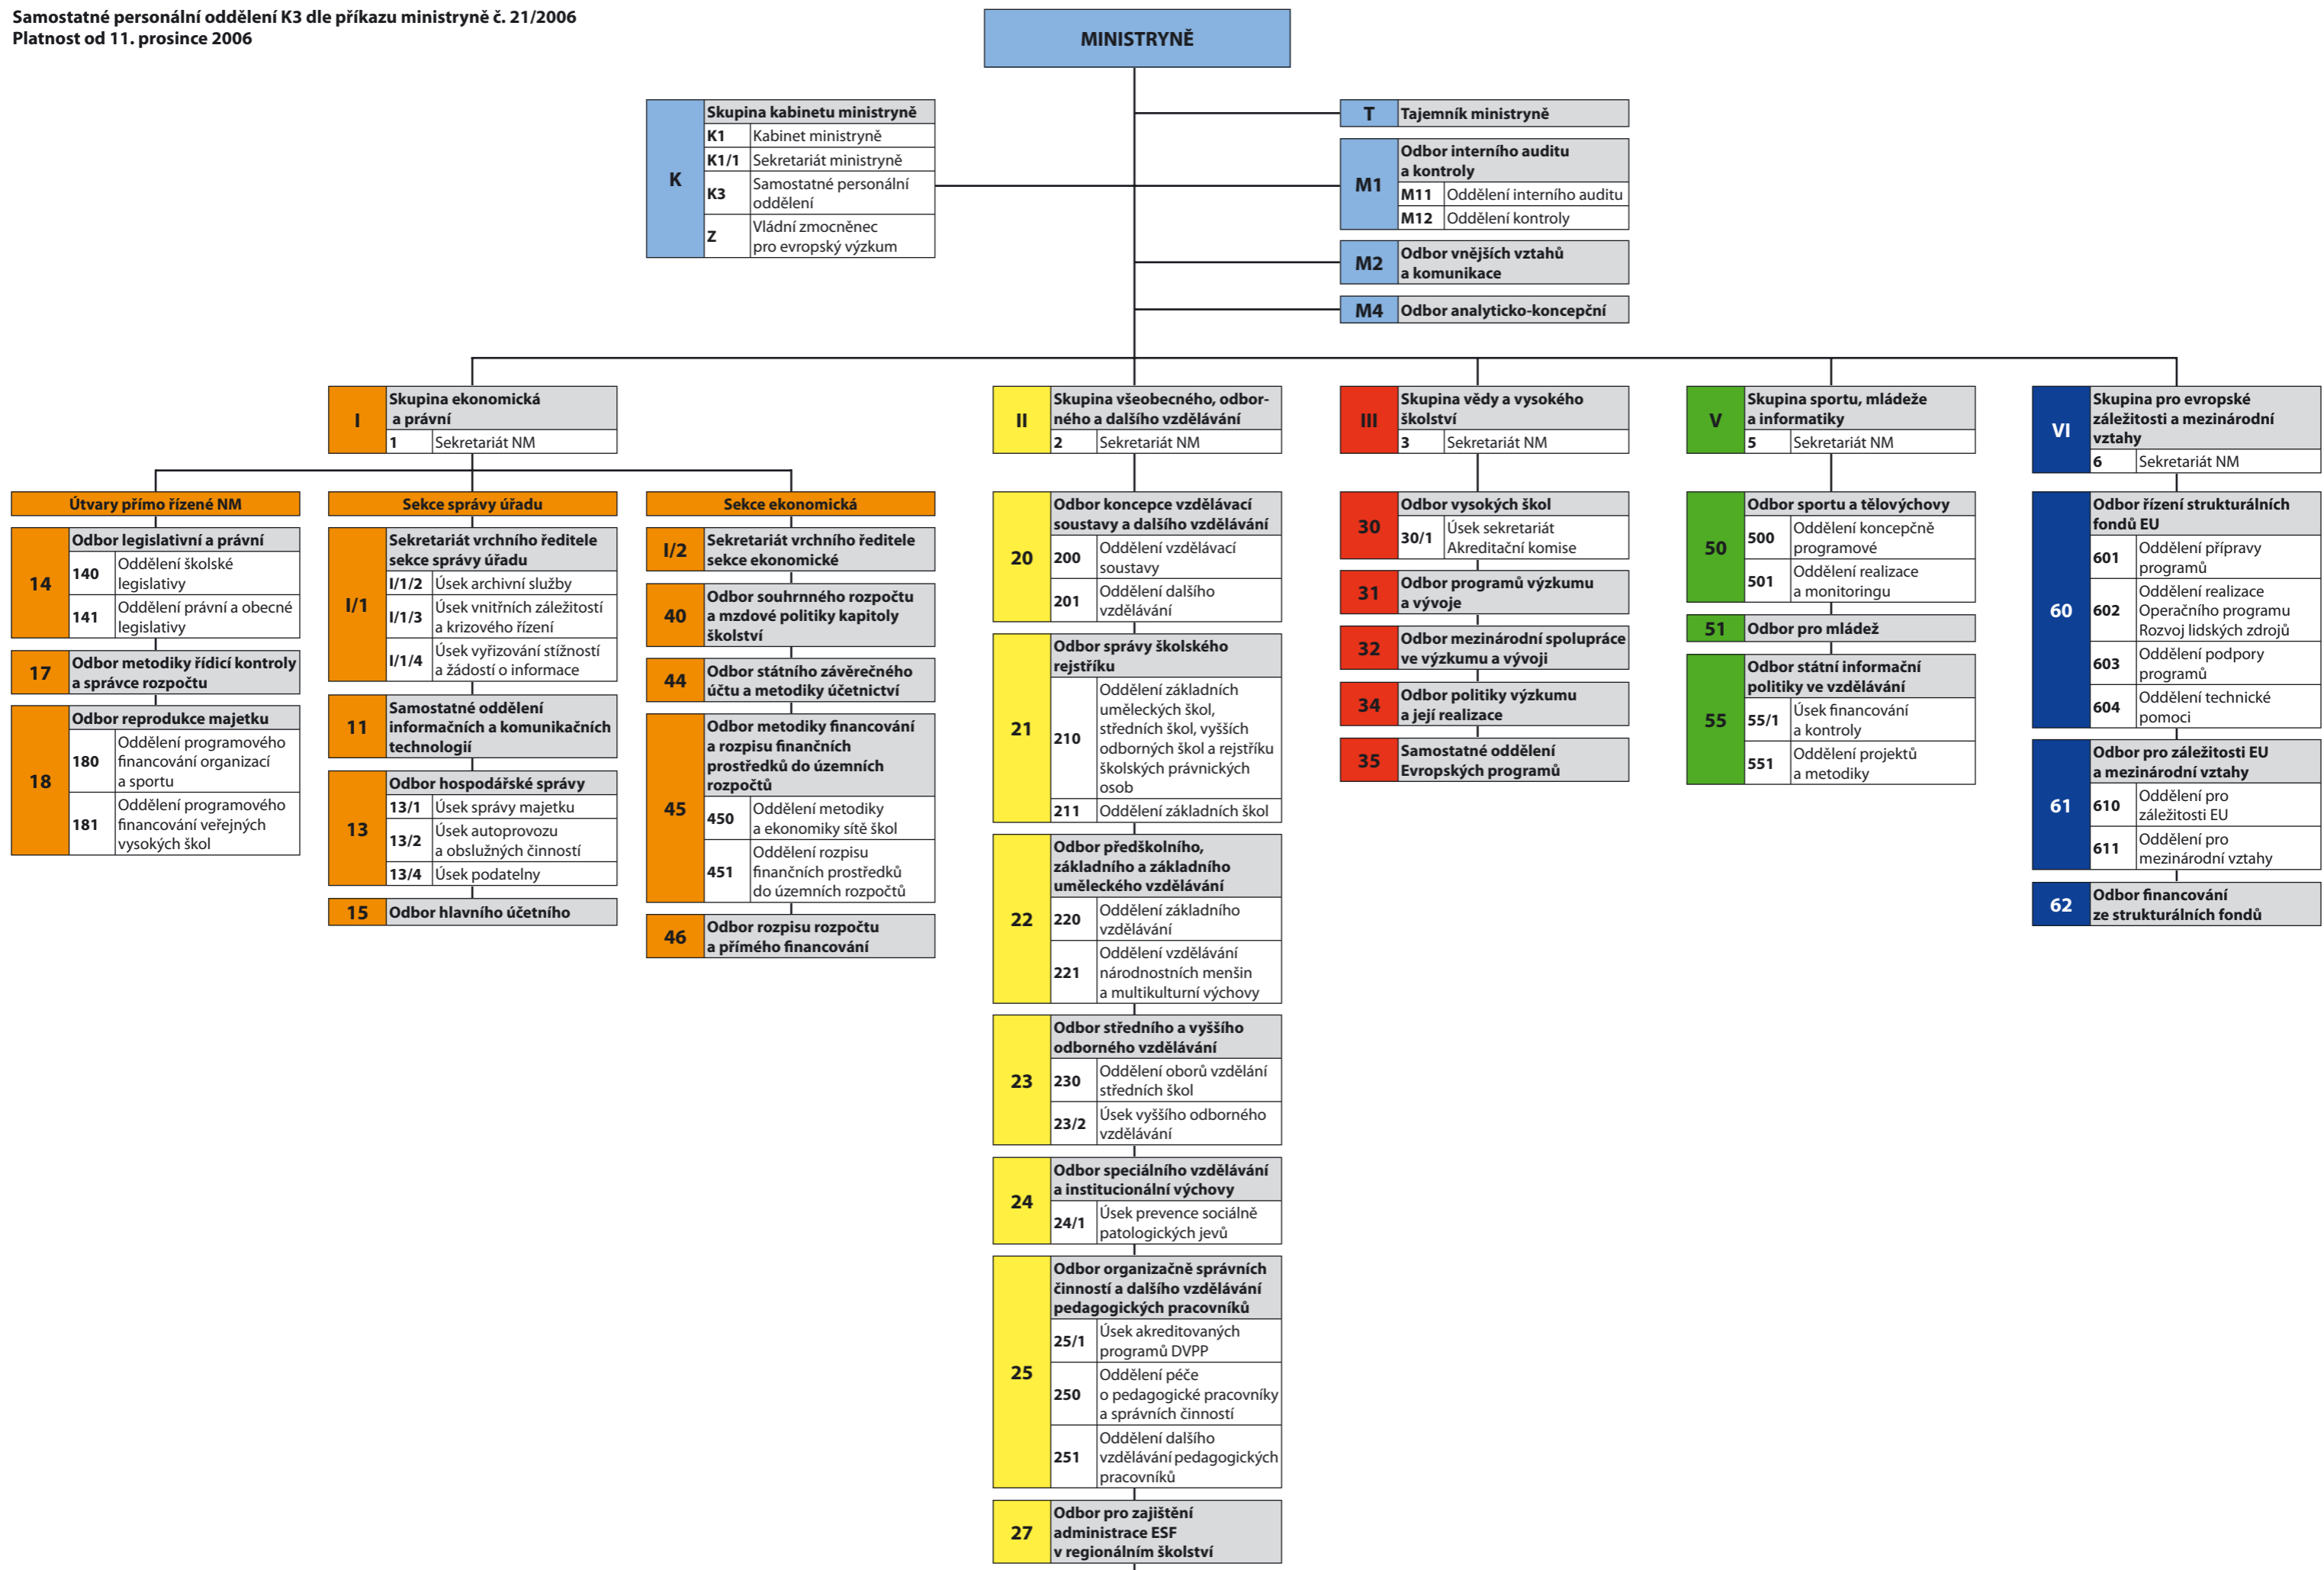 Samostatné personální oddělení K3 dle příkazu ministryně č. 21/2006
Platnost od 11. prosince 2006
MINISTRYNĚ
K
Skupina kabinetu ministryně
K1 Kabinet ministryně
K1/1 Sekretariát ministryně
K3 Samostatné personální
oddělení
Z Vládní zmocněnec
pro evropský výzkum
T Tajemník ministryně
M1
Odbor interního auditu
a kontroly
M11 Oddělení interního auditu
M12 Oddělení kontroly
M2 Odbor vnějších vztahů
a komunikace
M4 Odbor analyticko-koncepční
I
Skupina ekonomická
a právní
1 Sekretariát NM
Útvary přímo řízené NM
14
Odbor legislativní a právní
140 Oddělení školské
legislativy
141 Oddělení právní a obecné
legislativy
17 Odbor metodiky řídicí kontroly
a správce rozpočtu
18
Odbor reprodukce majetku
180 Oddělení programového
financování organizací
a sportu
181 Oddělení programového
financování veřejných
vysokých škol
Sekce správy úřadu
I/1
Sekretariát vrchního ředitele
sekce správy úřadu
I/1/2 Úsek archivní služby
I/1/3 Úsek vnitřních záležitostí
a krizového řízení
I/1/4 Úsek vyřizování stížností
a žádostí o informace
11 Samostatné oddělení
informačních a komunikačních
technologií
13
Odbor hospodářské správy
13/1 Úsek správy majetku
13/2 Úsek autoprovozu
a obslužných činností
13/4 Úsek podatelny
15 Odbor hlavního účetního
Sekce ekonomická
I/2 Sekretariát vrchního ředitele
sekce ekonomické
40 Odbor souhrnného rozpočtu
a mzdové politiky kapitoly
školství
44 Odbor státního závěrečného
účtu a metodiky účetnictví
45
Odbor metodiky financování
a rozpisu finančních
prostředků do územních
rozpočtů
450 Oddělení metodiky
a ekonomiky sítě škol
451 Oddělení rozpisu
finančních prostředků
do územních rozpočtů
46 Odbor rozpisu rozpočtu
a přímého financování
II
Skupina všeobecného, odbor-
ného a dalšího vzdělávání
2 Sekretariát NM
20
Odbor koncepce vzdělávací
soustavy a dalšího vzdělávání
200 Oddělení vzdělávací
soustavy
201 Oddělení dalšího
vzdělávání
21
Odbor správy školského
rejstříku
210 Oddělení základních
uměleckých škol,
středních škol, vyšších
odborných škol a rejstříku
školských právnických
osob
211 Oddělení základních škol
22
Odbor předškolního,
základního a základního
uměleckého vzdělávání
220 Oddělení základního
vzdělávání
221 Oddělení vzdělávání
národnostních menšin
a multikulturní výchovy
23
Odbor středního a vyššího
odborného vzdělávání
230 Oddělení oborů vzdělání
středních škol
23/2 Úsek vyššího odborného
vzdělávání
24
Odbor speciálního vzdělávání
a institucionální výchovy
24/1 Úsek prevence sociálně
patologických jevů
25
Odbor organizačně správních
činností a dalšího vzdělávání
pedagogických pracovníků
25/1 Úsek akreditovaných
programů DVPP
250 Oddělení péče
o pedagogické pracovníky
a správních činností
251 Oddělení dalšího
vzdělávání pedagogických
pracovníků
27 Odbor pro zajištění
administrace ESF
v regionálním školství
III
Skupina vědy a vysokého
školství
3 Sekretariát NM
30
Odbor vysokých škol
30/1 Úsek sekretariát
Akreditační komise
31 Odbor programů výzkumu
a vývoje
32 Odbor mezinárodní spolupráce
ve výzkumu a vývoji
34 Odbor politiky výzkumu
a její realizace
35 Samostatné oddělení
Evropských programů
V
Skupina sportu, mládeže
a informatiky
5 Sekretariát NM
50
Odbor sportu a tělovýchovy
500 Oddělení koncepčně
programové
501 Oddělení realizace
a monitoringu
51 Odbor pro mládež
55
Odbor státní informační
politiky ve vzdělávání
55/1 Úsek financování
a kontroly
551 Oddělení projektů
a metodiky
VI
Skupina pro evropské
záležitosti a mezinárodní
vztahy
6 Sekretariát NM
60
Odbor řízení strukturálních
fondů EU
601 Oddělení přípravy
programů
602 Oddělení realizace
Operačního programu
Rozvoj lidských zdrojů
603 Oddělení podpory
programů
604 Oddělení technické
pomoci
61
Odbor pro záležitosti EU
a mezinárodní vztahy
610 Oddělení pro
záležitosti EU
611 Oddělení pro
mezinárodní vztahy
62 Odbor financování
ze strukturálních fondů